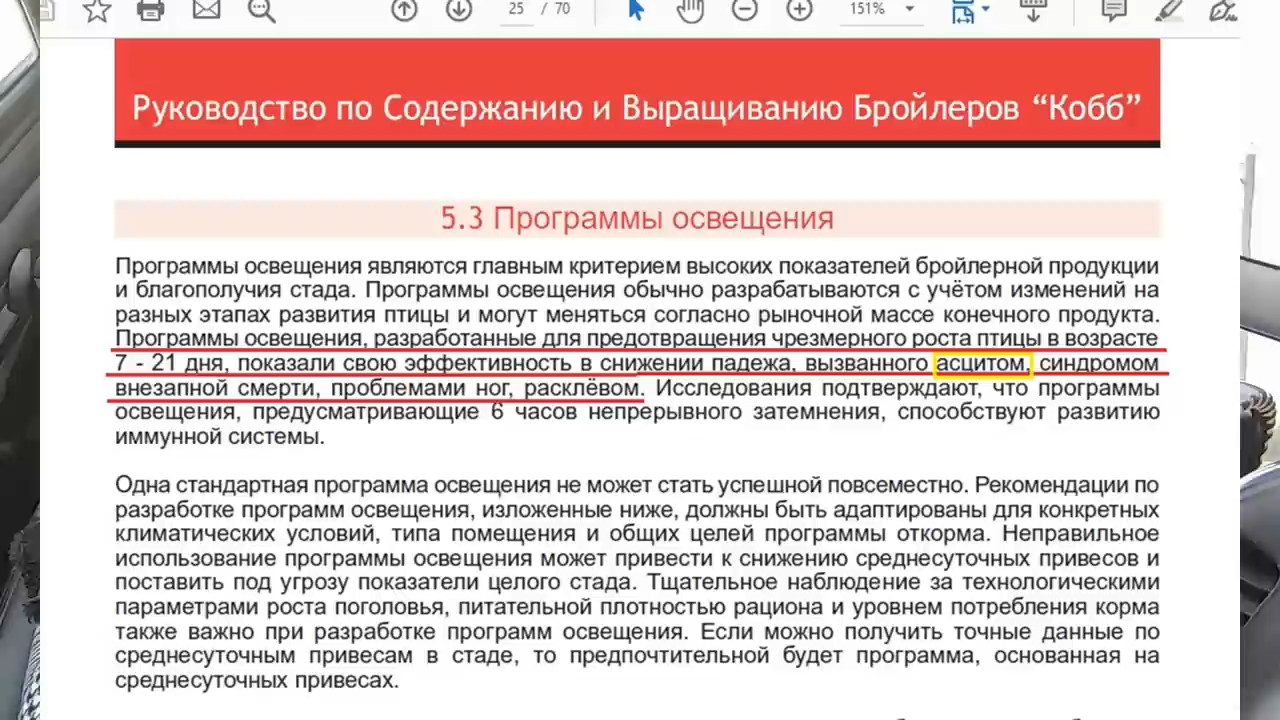 25 / 70
151%
Руководство по Содержанию и Выращиванию Бройлеров “Кобб”
5.3 Программы освещения
Программы освещения являются главным критерием высоких показателей бройлерной продукции
и благополучия стада. Программы освещения обычно разрабатываются с учётом изменений на
разных этапах развития птицы и могут меняться согласно рыночной массе конечного продукта.
Программы освещения, разработанные для предотвращения чрезмерного роста птицы в возрасте
7 - 21 дня, показали свою эффективность в снижении падежа, вызванного асцитом, синдромом
внезапной смерти, проблемами ног, расклёвом. Исследования подтверждают, что программы
освещения, предусматривающие 6 часов непрерывного затемнения, способствуют развитию
иммунной системы.
Одна стандартная программа освещения не может стать успешной повсеместно. Рекомендации по
разработке программ освещения, изложенные ниже, должны быть адаптированы для конкретных
климатических условий, типа помещения и общих целей программы откорма. Неправильное
использование программы освещения может привести к снижению среднесуточных привесов и
поставить под угрозу показатели целого стада. Тщательное наблюдение за технологическими
параметрами роста поголовья, питательной плотностью рациона и уровнем потребления корма
также важно при разработке программ освещения. Если можно получить точные данные по
среднесуточным привесам в стаде, то предпочтительной будет программа, основанная на
среднесуточных привесах.